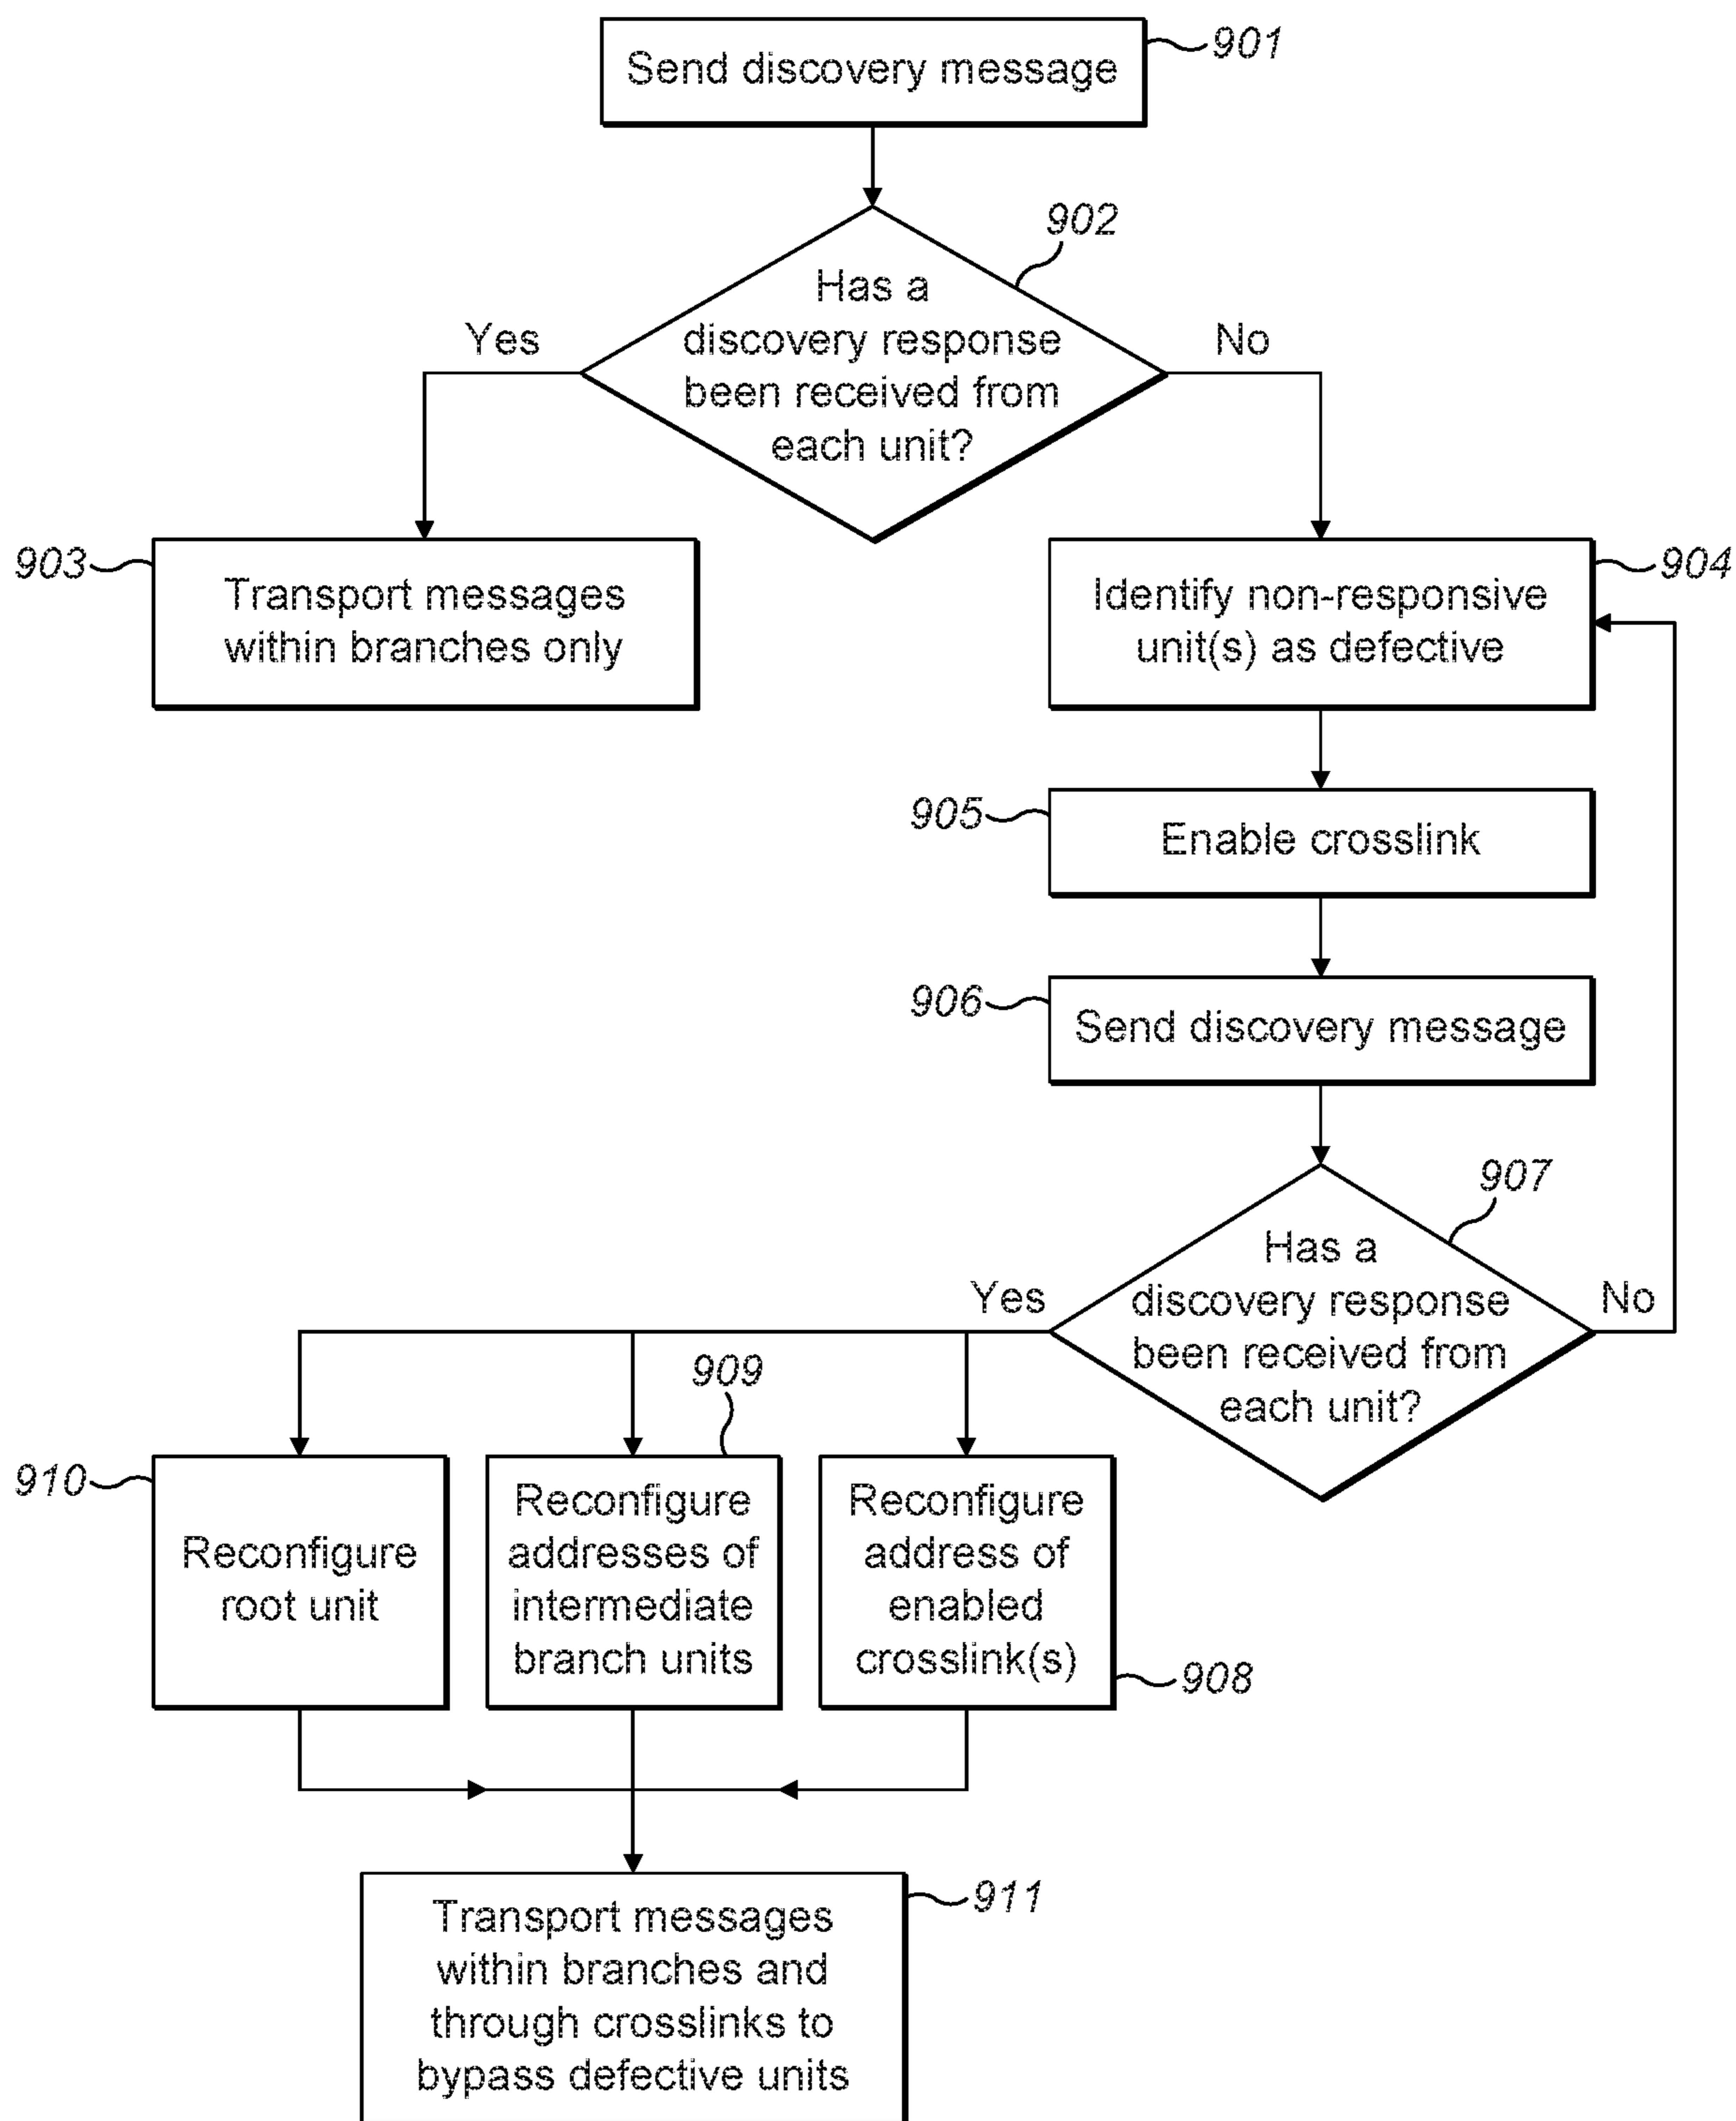 Send discovery message
901
902
Has a
discovery response
been received from
each unit?
Yes
No
903
Transport messages
within branches only
904
Identify non-responsive
unit(s) as defective
905
Enable crosslink
906
Send discovery message
907
Has a
discovery response
been received from
each unit?
Yes
No
910
Reconfigure
root unit
909
Reconfigure
addresses of
intermediate
branch units
Reconfigure
address of
enabled
crosslink(s)
908
911
Transport messages
within branches and
through crosslinks to
bypass defective units